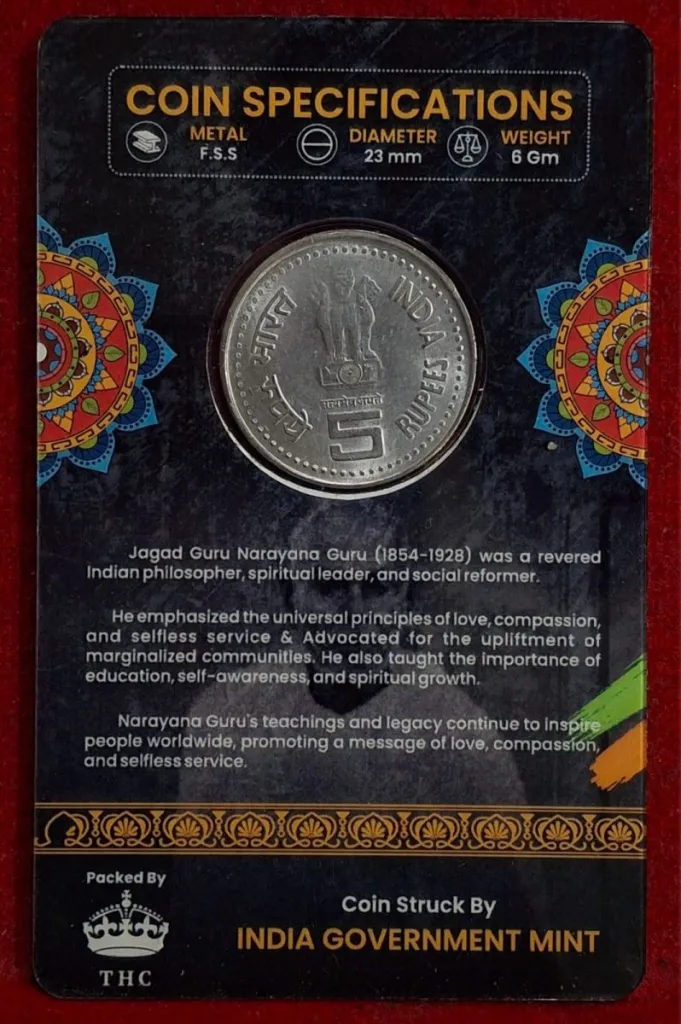 COIN SPECIFICATIONS
METAL
F.S.S
DIAMETER
23 mm
WEIGHT
6 Gm
भारत
INDIA
रुपये
RUPEES
सत्यमेव जयते
5
Jagad Guru Narayana Guru (1854-1928) was a revered
Indian philosopher, spiritual leader, and social reformer.
He emphasized the universal principles of love, compassion,
and selfless service & Advocated for the upliftment of
marginalized communities. He also taught the importance of
education, self-awareness, and spiritual growth.
Narayana Guru's teachings and legacy continue to inspire
people worldwide, promoting a message of love, compassion,
and selfless service.
Packed By
THC
Coin Struck By
INDIA GOVERNMENT MINT